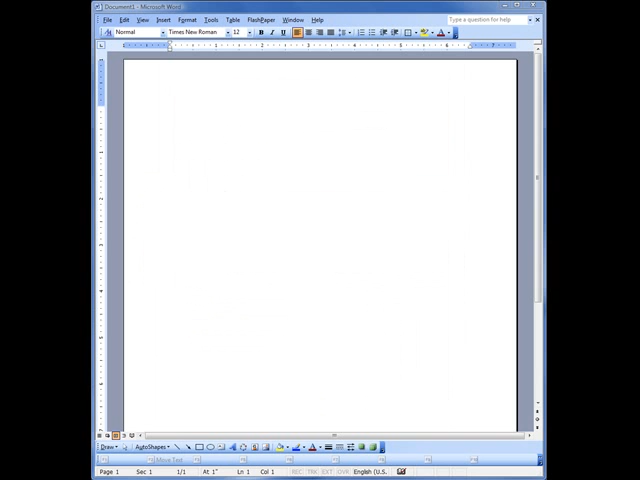 Document1 - Microsoft Word
File Edit View Insert Format Tools Table FlashPaper Window Help
Type a question for help
Normal Times New Roman 12 B I U
Draw AutoShapes
Page 1 Sec 1 1/1 At 1" Ln 1 Col 1 REC TRK EXT OVR English (U.S.